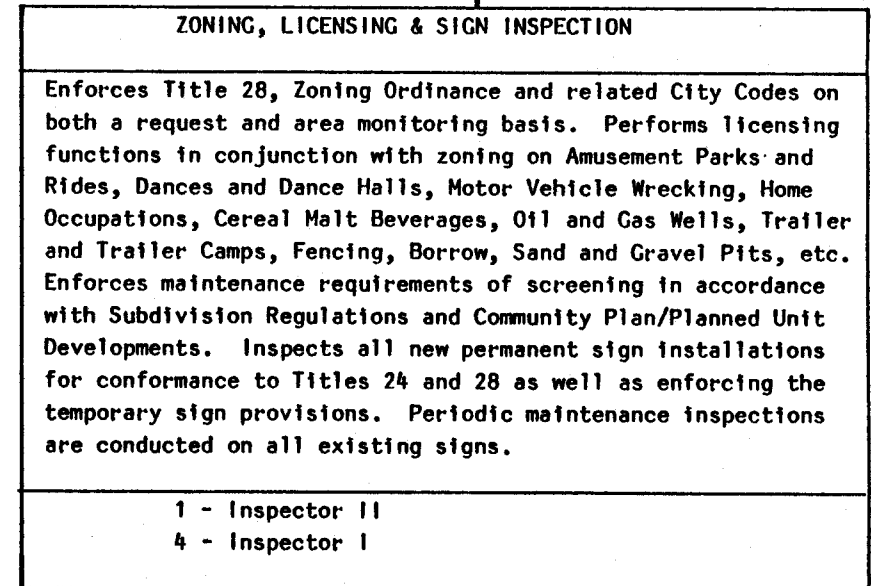 ZONING, LICENSING & SIGN INSPECTION
Enforces Title 28, Zoning Ordinance and related City Codes on
both a request and area monitoring basis.  Performs licensing
functions in conjunction with zoning on Amusement Parks and
Rides, Dances and Dance Halls, Motor Vehicle Wrecking, Home
Occupations, Cereal Malt Beverages, Oil and Gas Wells, Trailer
and Trailer Camps, Fencing, Borrow, Sand and Gravel Pits, etc.
Enforces maintenance requirements of screening in accordance
with Subdivision Regulations and Community Plan/Planned Unit
Developments.  Inspects all new permanent sign installations
for conformance to Titles 24 and 28 as well as enforcing the
temporary sign provisions.  Periodic maintenance inspections
are conducted on all existing signs.
1 - Inspector II
4 - Inspector I